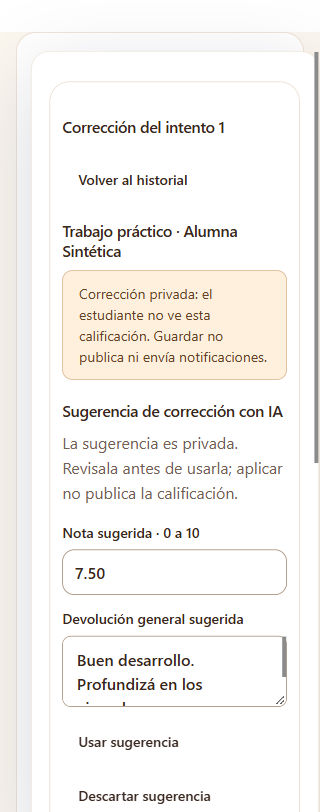 Corrección del intento 1
Volver al historial
Trabajo práctico · Alumna
Sintética
Corrección privada: el
estudiante no ve esta
calificación. Guardar no
publica ni envía notificaciones.
Sugerencia de corrección con IA
La sugerencia es privada.
Revisala antes de usarla; aplicar
no publica la calificación.
Nota sugerida · 0 a 10
7.50
Devolución general sugerida
Buen desarrollo.
Profundizá en los
Usar sugerencia
Descartar sugerencia